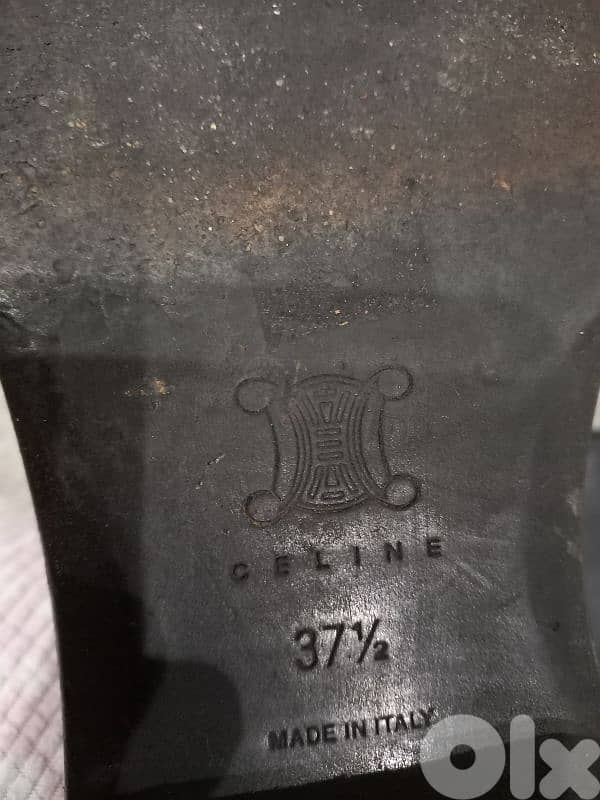 CELINE
37½
MADE IN ITALY
Olx